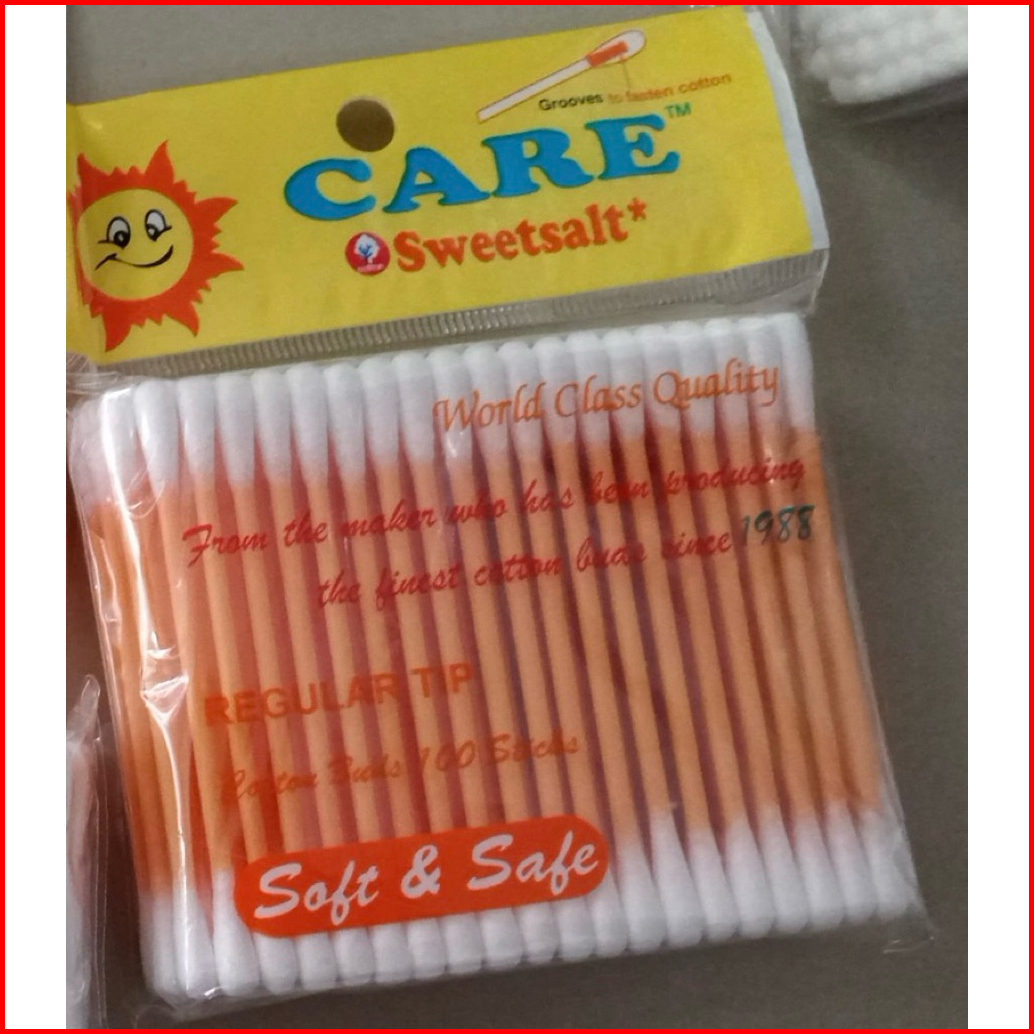 Grooves to fasten cotton
CARE™
Sweetsalt*
World Class Quality
From the maker who has been producing
the finest cotton buds since 1988
REGULAR TIP
Cotton Buds 100 Sticks
Soft & Safe